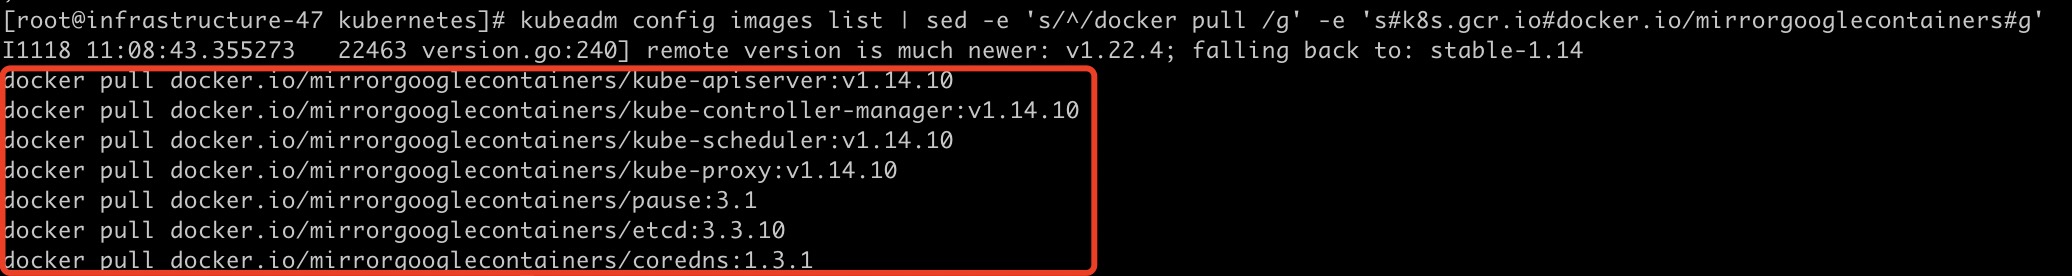 [root@infrastructure-47 kubernetes]# kubeadm config images list | sed -e 's/^/docker pull /g' -e 's#k8s.gcr.io#docker.io/mirrorgooglecontainers#g'
I1118 11:08:43.355273   22463 version.go:240] remote version is much newer: v1.22.4; falling back to: stable-1.14
docker pull docker.io/mirrorgooglecontainers/kube-apiserver:v1.14.10
docker pull docker.io/mirrorgooglecontainers/kube-controller-manager:v1.14.10
docker pull docker.io/mirrorgooglecontainers/kube-scheduler:v1.14.10
docker pull docker.io/mirrorgooglecontainers/kube-proxy:v1.14.10
docker pull docker.io/mirrorgooglecontainers/pause:3.1
docker pull docker.io/mirrorgooglecontainers/etcd:3.3.10
docker pull docker.io/mirrorgooglecontainers/coredns:1.3.1